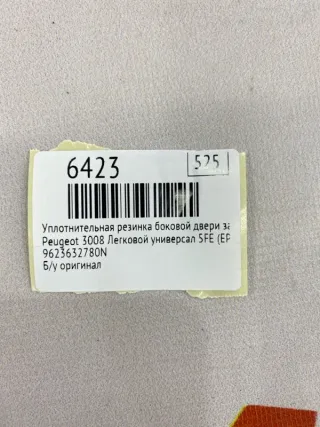 6423
525
Уплотнительная резинка боковой двери за
Peugeot 3008 Легковой универсал 5FE (EP
9623632780N
Б/у оригинал